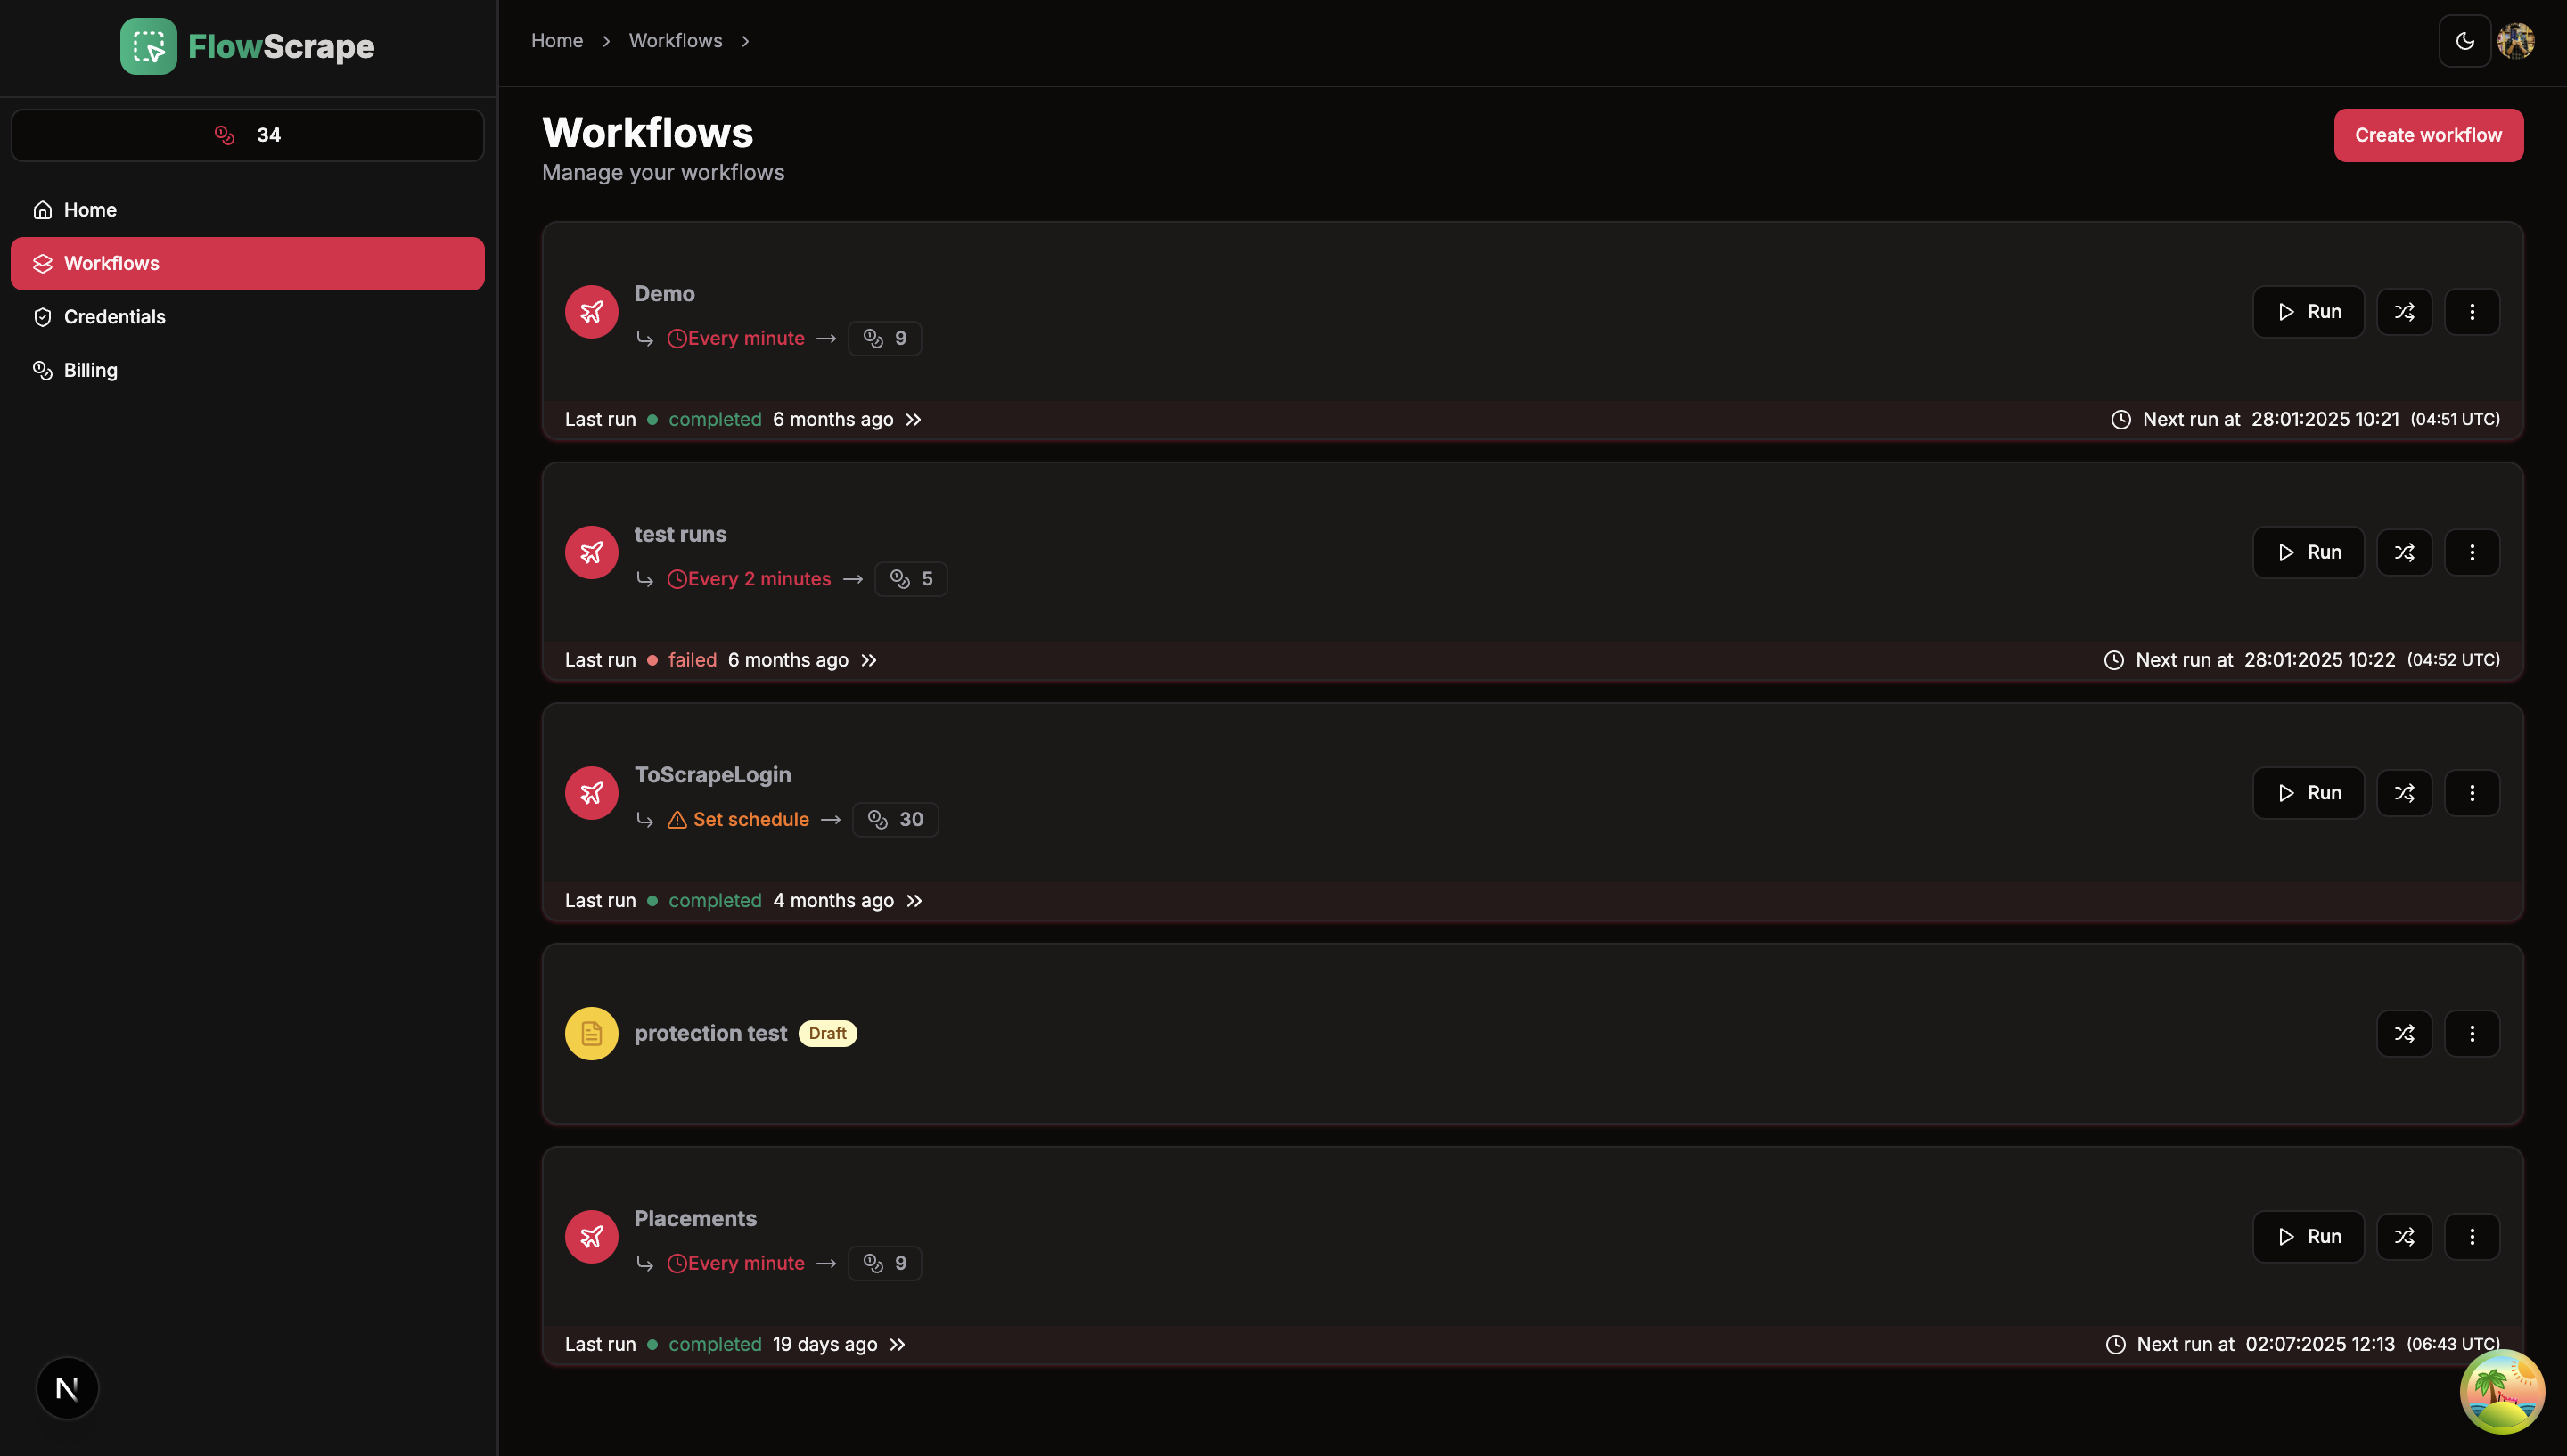 FlowScrape
34
Home
Workflows
Credentials
Billing
Home > Workflows >
Workflows
Manage your workflows
Create workflow
Demo
Every minute → 9
Run
Last run completed 6 months ago
Next run at 28:01:2025 10:21 (04:51 UTC)
test runs
Every 2 minutes → 5
Run
Last run failed 6 months ago
Next run at 28:01:2025 10:22 (04:52 UTC)
ToScrapeLogin
Set schedule → 30
Run
Last run completed 4 months ago
protection test Draft
Placements
Every minute → 9
Run
Last run completed 19 days ago
Next run at 02:07:2025 12:13 (06:43 UTC)
N